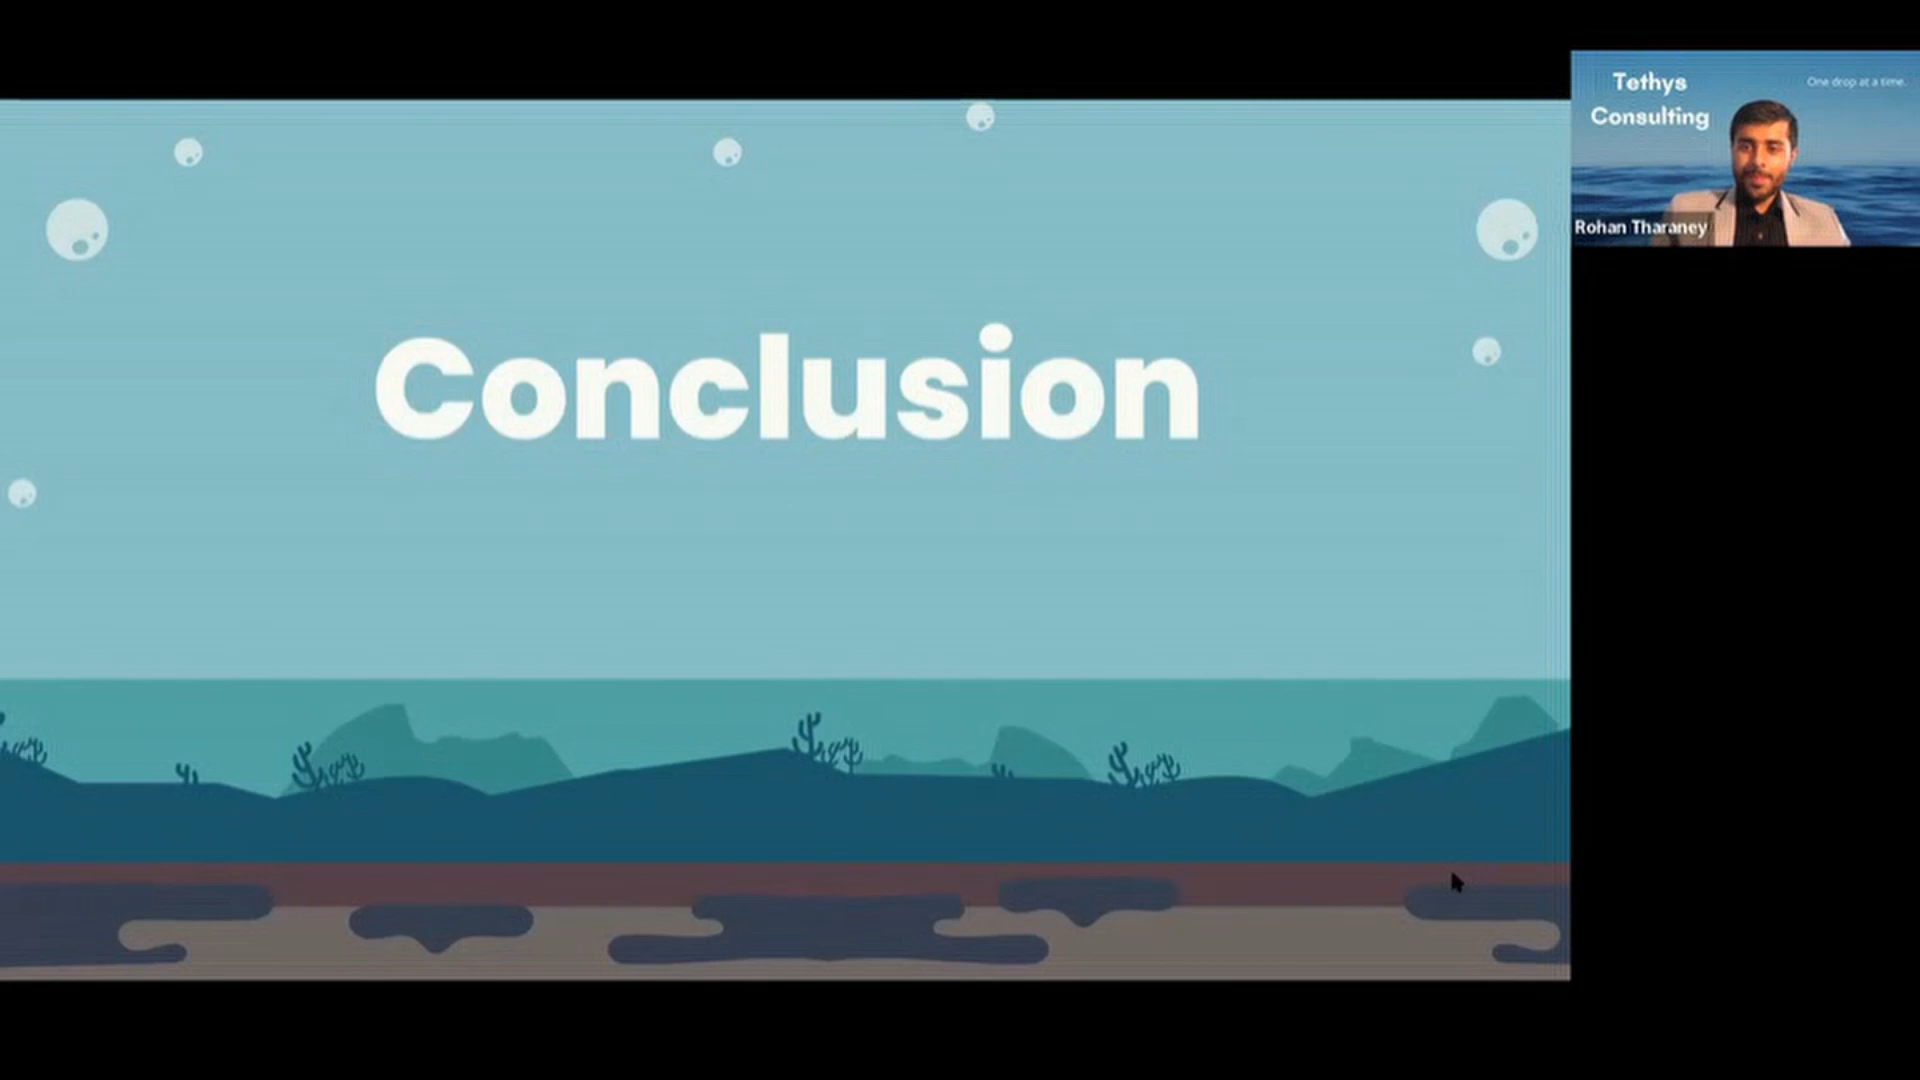 Conclusion
Tethys
Consulting
One drop at a time.
Rohan Tharaney